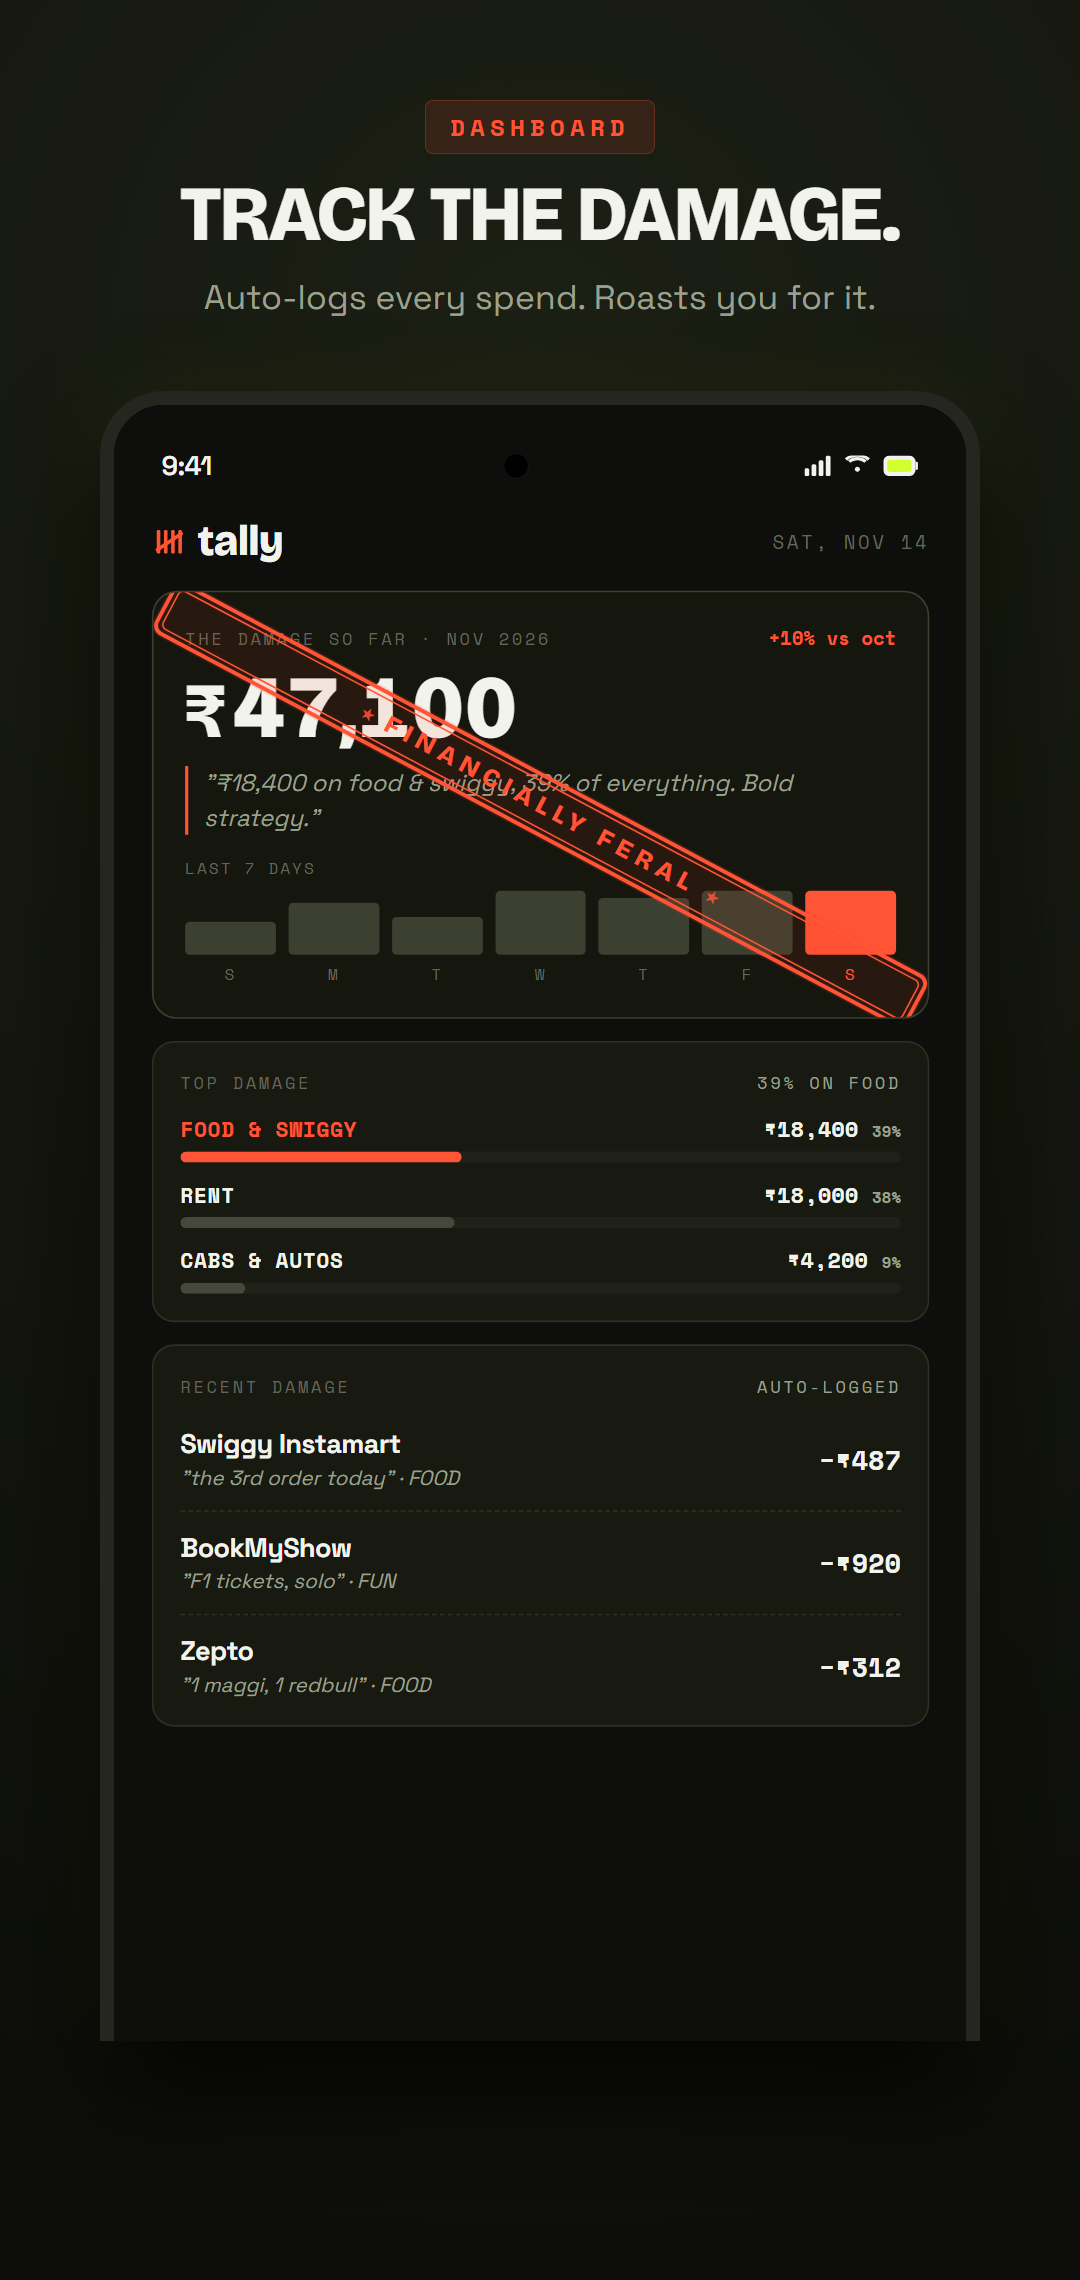 DASHBOARD
TRACK THE DAMAGE.
Auto-logs every spend. Roasts you for it.
9:41
tally
SAT, NOV 14
THE DAMAGE SO FAR · NOV 2026
+10% vs oct
₹47,100
"₹18,400 on food & swiggy, 39% of everything. Bold
strategy."
★ FINANCIALLY FERAL ★
LAST 7 DAYS
S M T W T F S
TOP DAMAGE
39% ON FOOD
FOOD & SWIGGY
₹18,400 39%
RENT
₹18,000 38%
CABS & AUTOS
₹4,200 9%
RECENT DAMAGE
AUTO-LOGGED
Swiggy Instamart
"the 3rd order today" · FOOD
−₹487
BookMyShow
"F1 tickets, solo" · FUN
−₹920
Zepto
"1 maggi, 1 redbull" · FOOD
−₹312